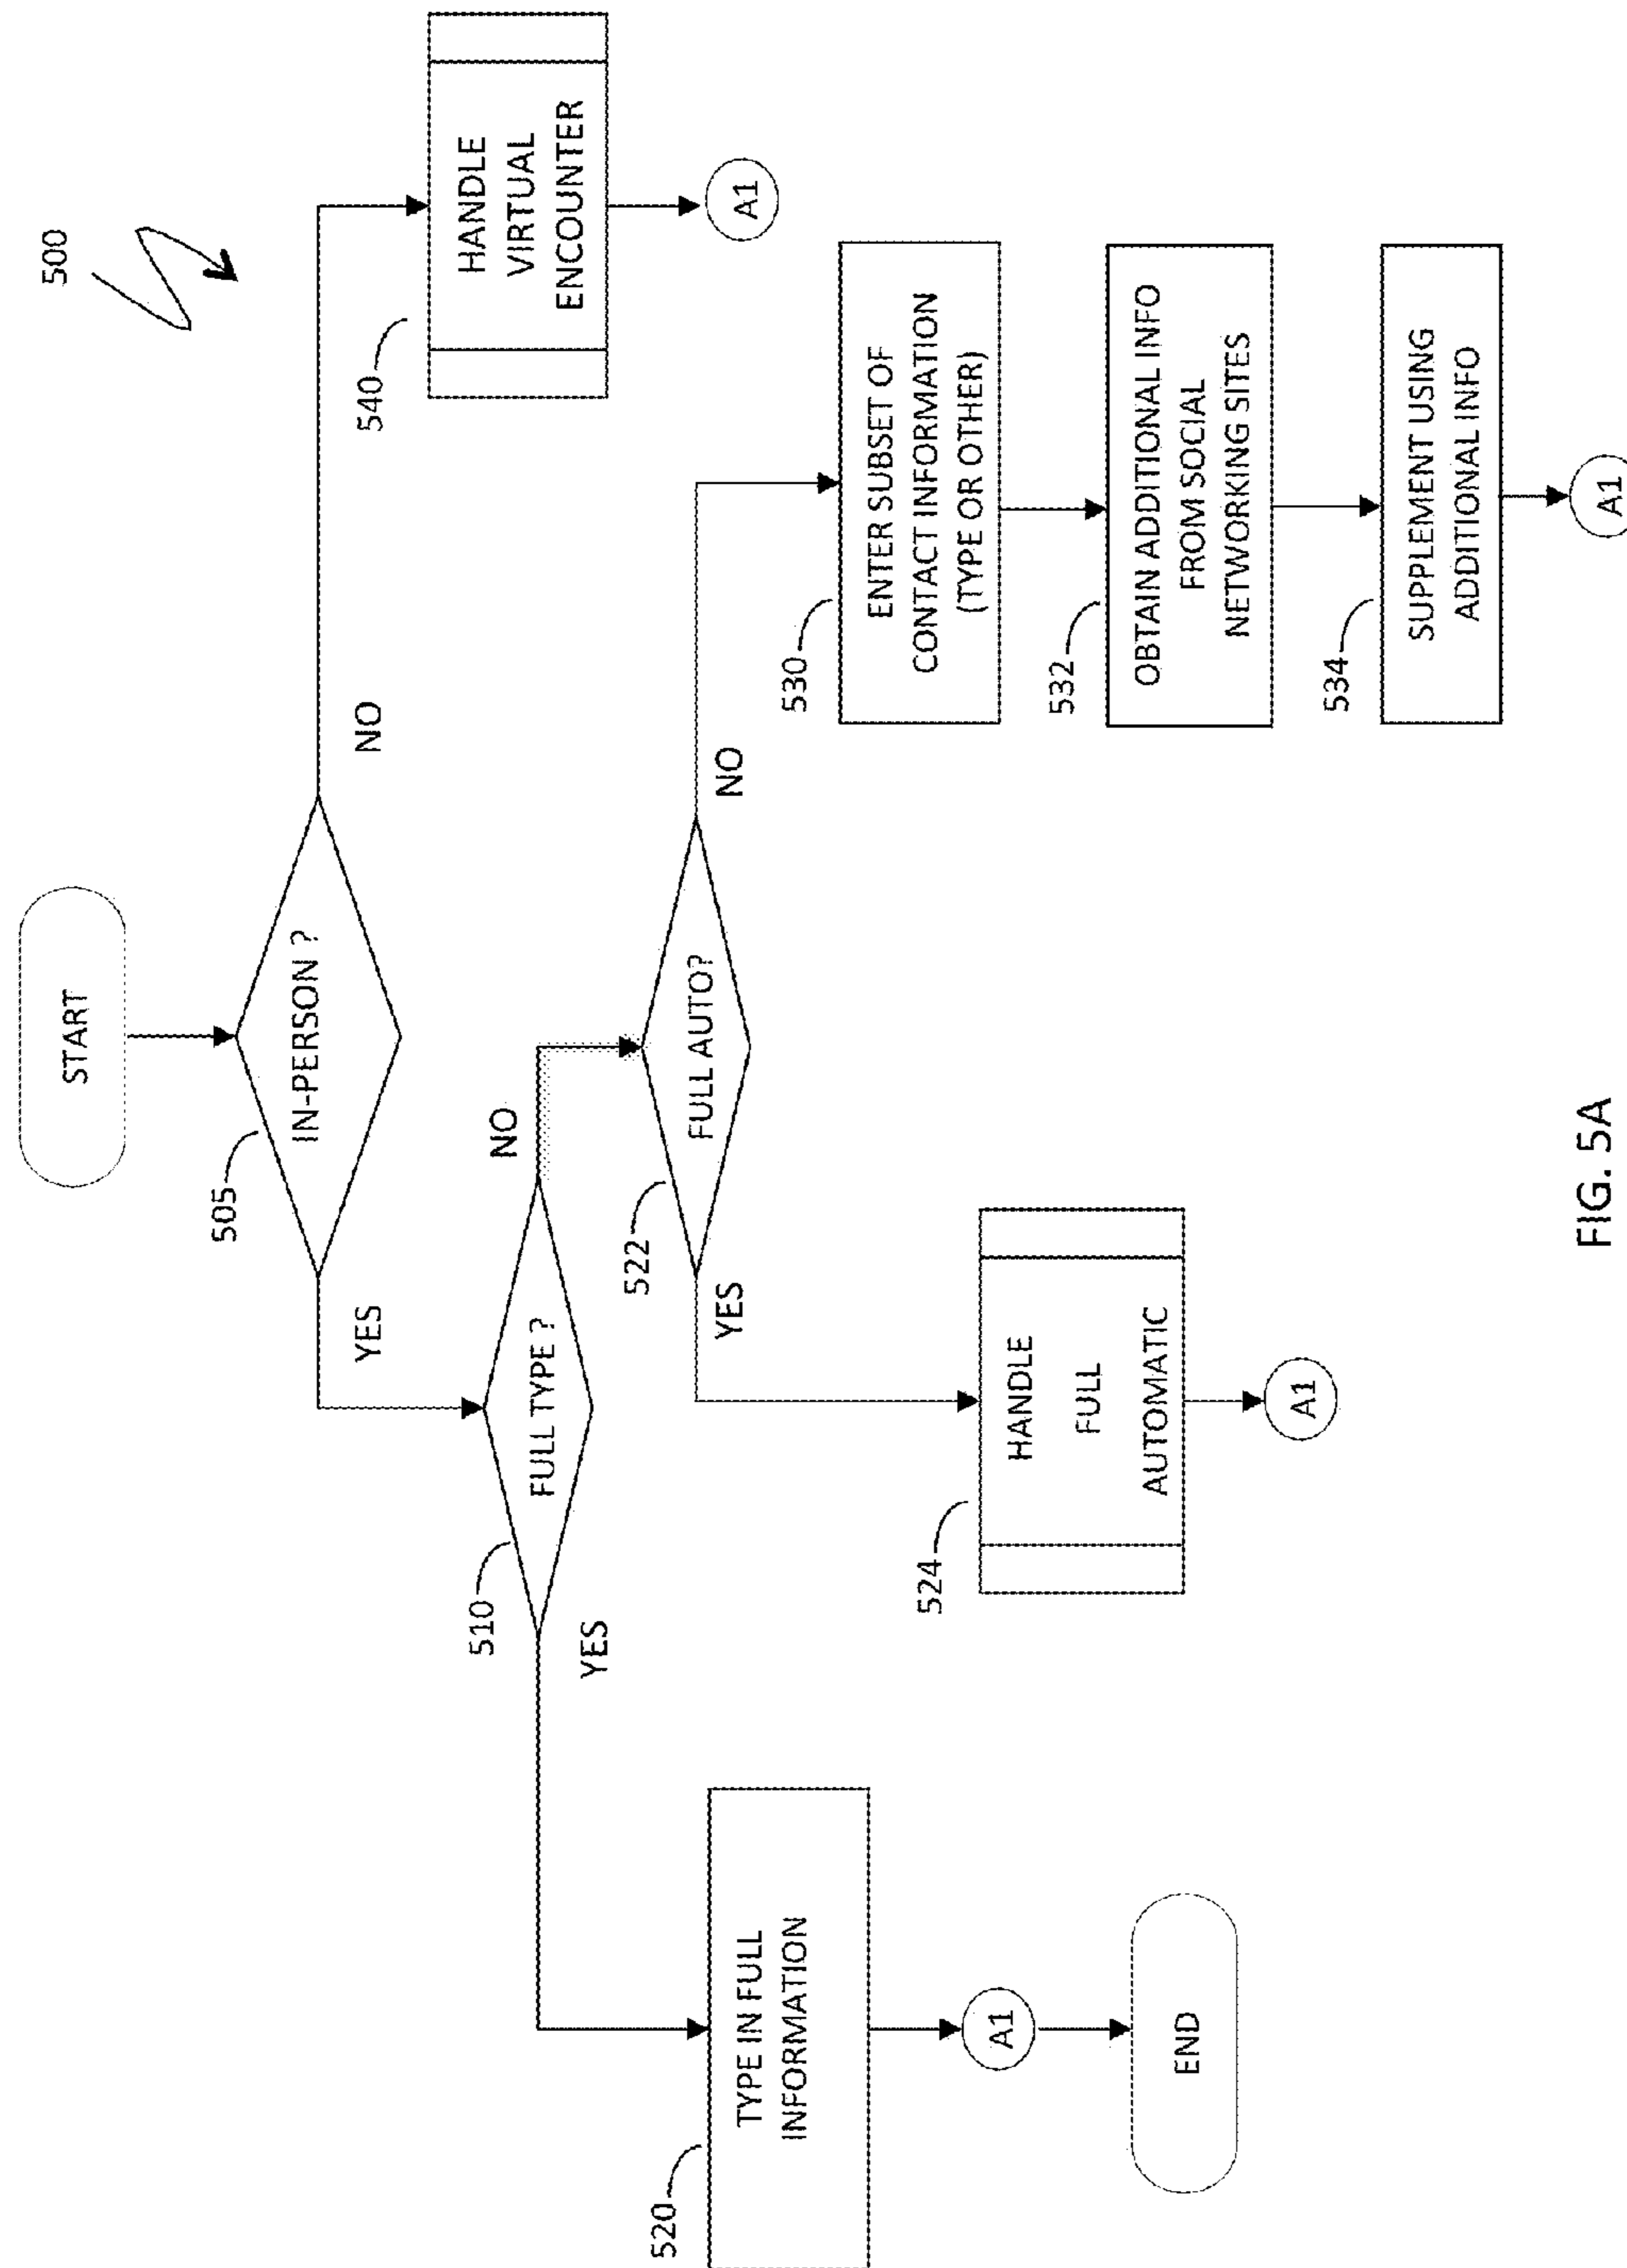 500
START
505
IN-PERSON ?
YES
NO
540
HANDLE
VIRTUAL
ENCOUNTER
A1
510
FULL TYPE ?
YES
NO
522
FULL AUTO?
YES
NO
520
TYPE IN FULL
INFORMATION
A1
END
524
HANDLE
FULL
AUTOMATIC
A1
530
ENTER SUBSET OF
CONTACT INFORMATION
(TYPE OR OTHER)
532
OBTAIN ADDITIONAL INFO
FROM SOCIAL
NETWORKING SITES
534
SUPPLEMENT USING
ADDITIONAL INFO
A1
FIG. 5A